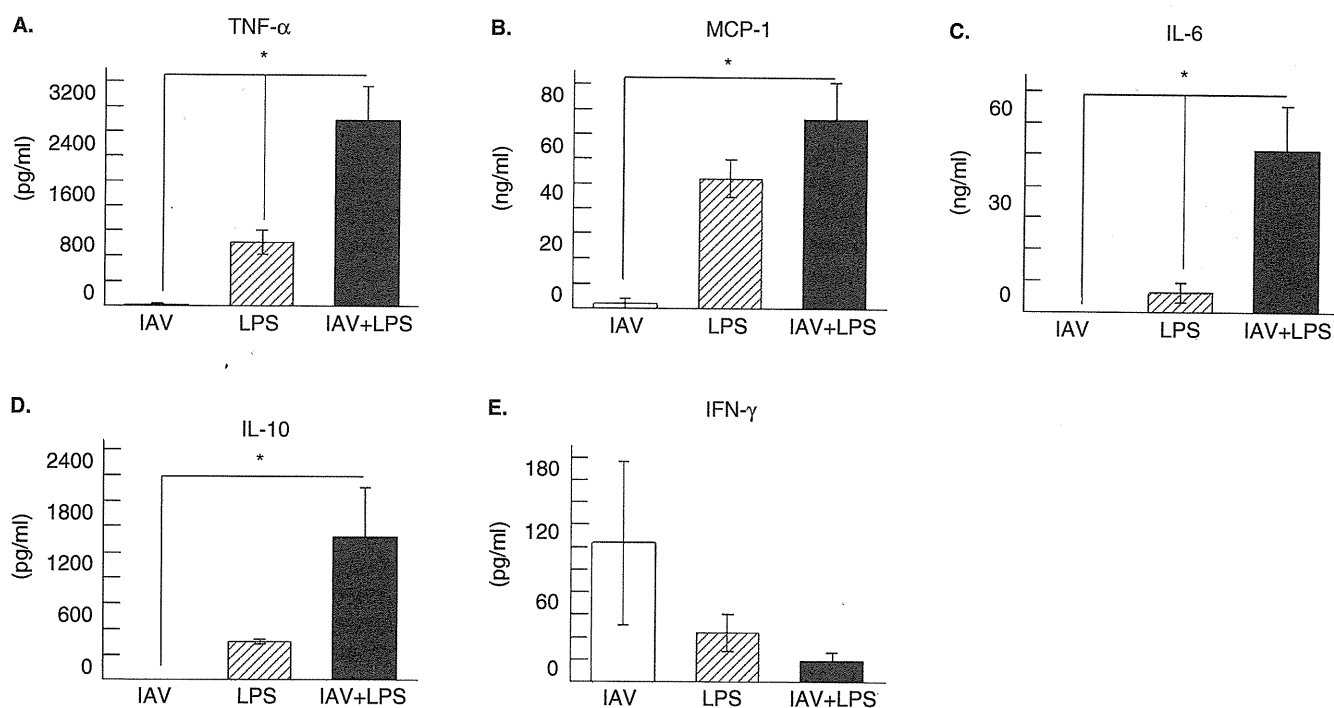 A.
TNF-α
*
(pg/ml)
3200
2400
1600
800
0
IAV LPS IAV+LPS
B.
MCP-1
*
(ng/ml)
80
60
40
20
0
IAV LPS IAV+LPS
C.
IL-6
*
(ng/ml)
60
30
0
IAV LPS IAV+LPS
D.
IL-10
*
(pg/ml)
2400
1800
1200
600
0
IAV LPS IAV+LPS
E.
IFN-γ
(pg/ml)
180
120
60
0
IAV LPS IAV+LPS